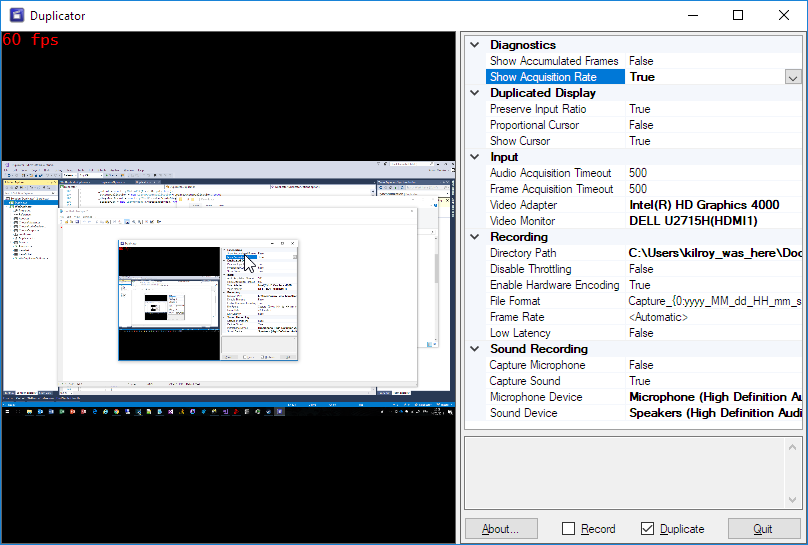 Duplicator
60 fps
Diagnostics
Show Accumulated Frames False
Show Acquisition Rate True
Duplicated Display
Preserve Input Ratio True
Proportional Cursor False
Show Cursor True
Input
Audio Acquisition Timeout 500
Frame Acquisition Timeout 500
Video Adapter Intel(R) HD Graphics 4000
Video Monitor DELL U2715H(HDMI1)
Recording
Directory Path C:\Users\kilroy_was_here\Doc
Disable Throttling False
Enable Hardware Encoding True
File Format Capture_{0:yyyy_MM_dd_HH_mm_s
Frame Rate <Automatic>
Low Latency False
Sound Recording
Capture Microphone False
Capture Sound True
Microphone Device Microphone (High Definition Au
Sound Device Speakers (High Definition Audi
About... Record Duplicate Quit